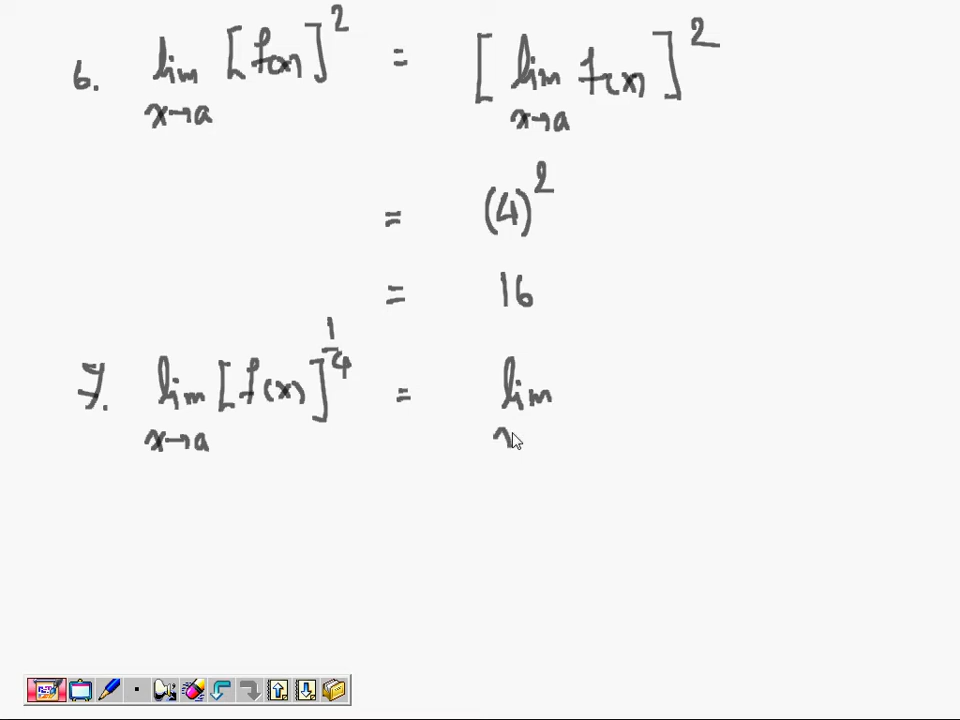 6. lim [f(x)]² = [lim f(x)]²
x→a x→a
= (4)²
= 16
7. lim [f(x)]^1/4 = lim
x→a x